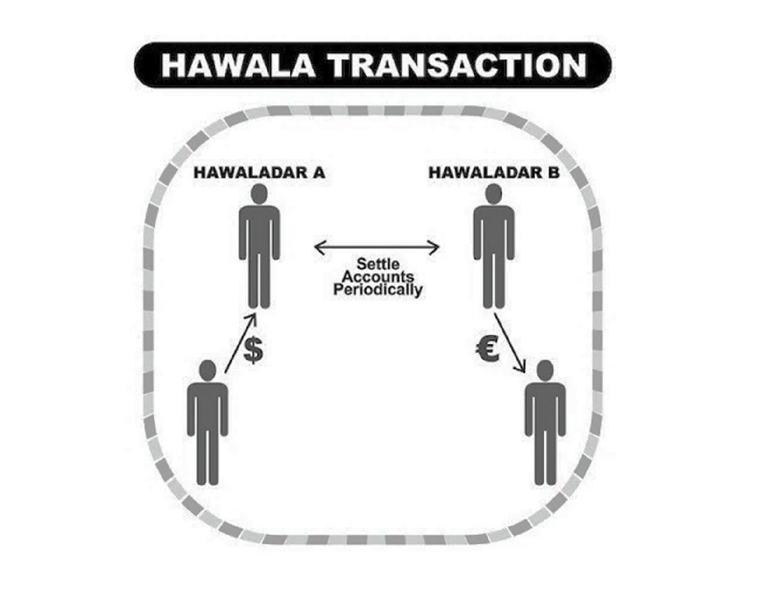 HAWALA TRANSACTION
HAWALADAR A
HAWALADAR B
Settle
Accounts
Periodically
$
€